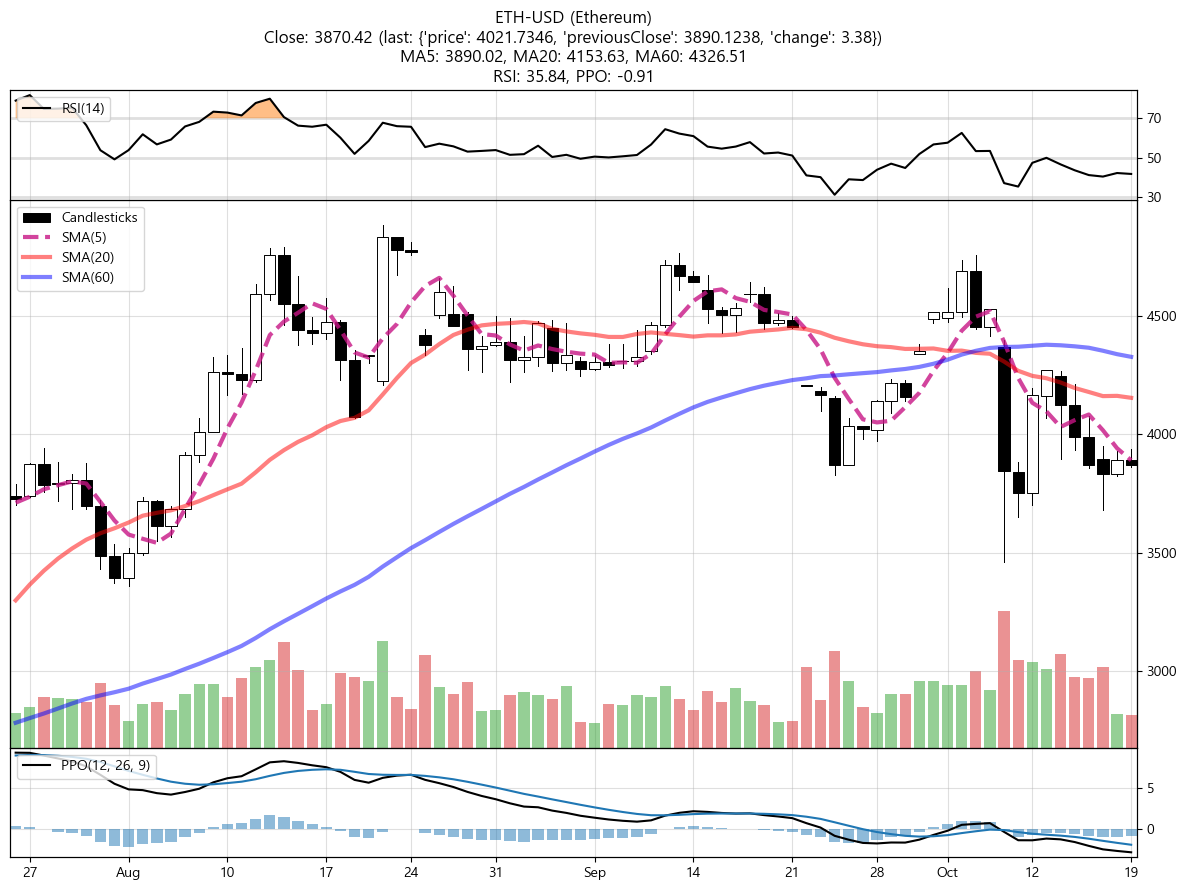 ETH-USD (Ethereum)
Close: 3870.42 (last: {'price': 4021.7346, 'previousClose': 3890.1238, 'change': 3.38})
MA5: 3890.02, MA20: 4153.63, MA60: 4326.51
RSI: 35.84, PPO: -0.91
RSI(14)
70
50
30
Candlesticks
SMA(5)
SMA(20)
SMA(60)
4500
4000
3500
3000
PPO(12, 26, 9)
5
0
27 Aug 10 17 24 31 Sep 14 21 28 Oct 12 19